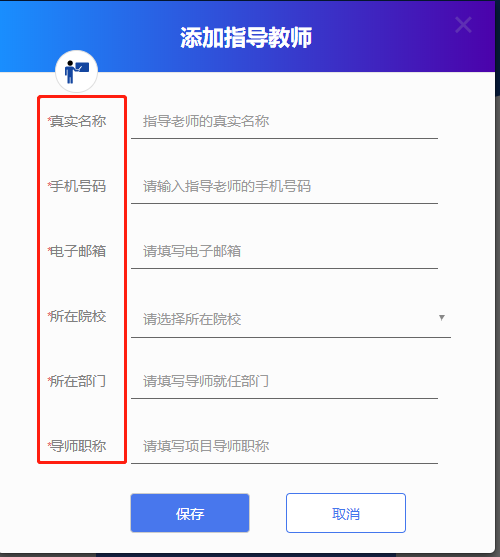 添加指导教师
*真实名称 指导老师的真实名称
*手机号码 请输入指导老师的手机号码
*电子邮箱 请填写电子邮箱
*所在院校 请选择所在院校
*所在部门 请填写导师就任部门
*导师职称 请填写项目导师职称
保存 取消